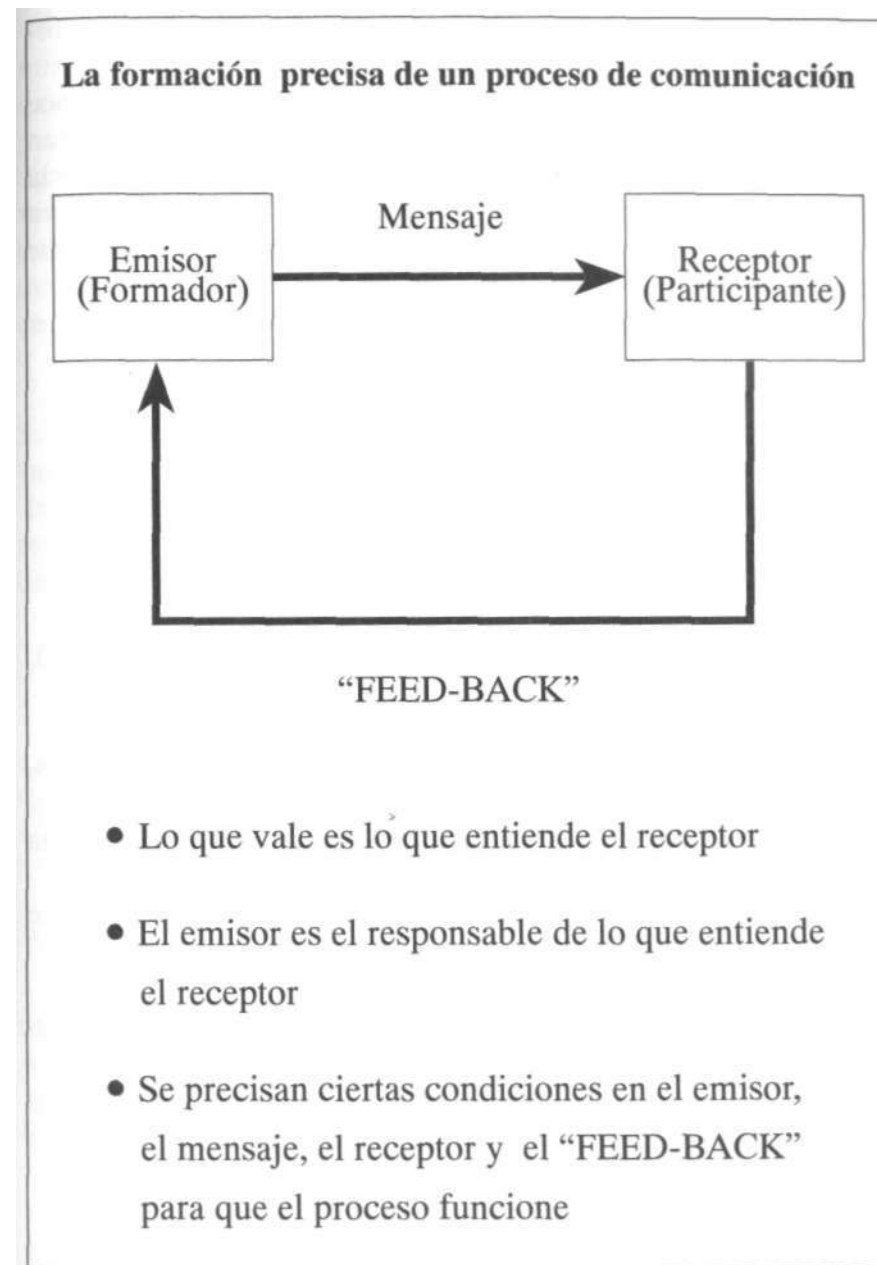 La formación precisa de un proceso de comunicación
Mensaje
Emisor
(Formador)
Receptor
(Participante)
“FEED-BACK”
● Lo que vale es lo que entiende el receptor
● El emisor es el responsable de lo que entiende
el receptor
● Se precisan ciertas condiciones en el emisor,
el mensaje, el receptor y el “FEED-BACK”
para que el proceso funcione